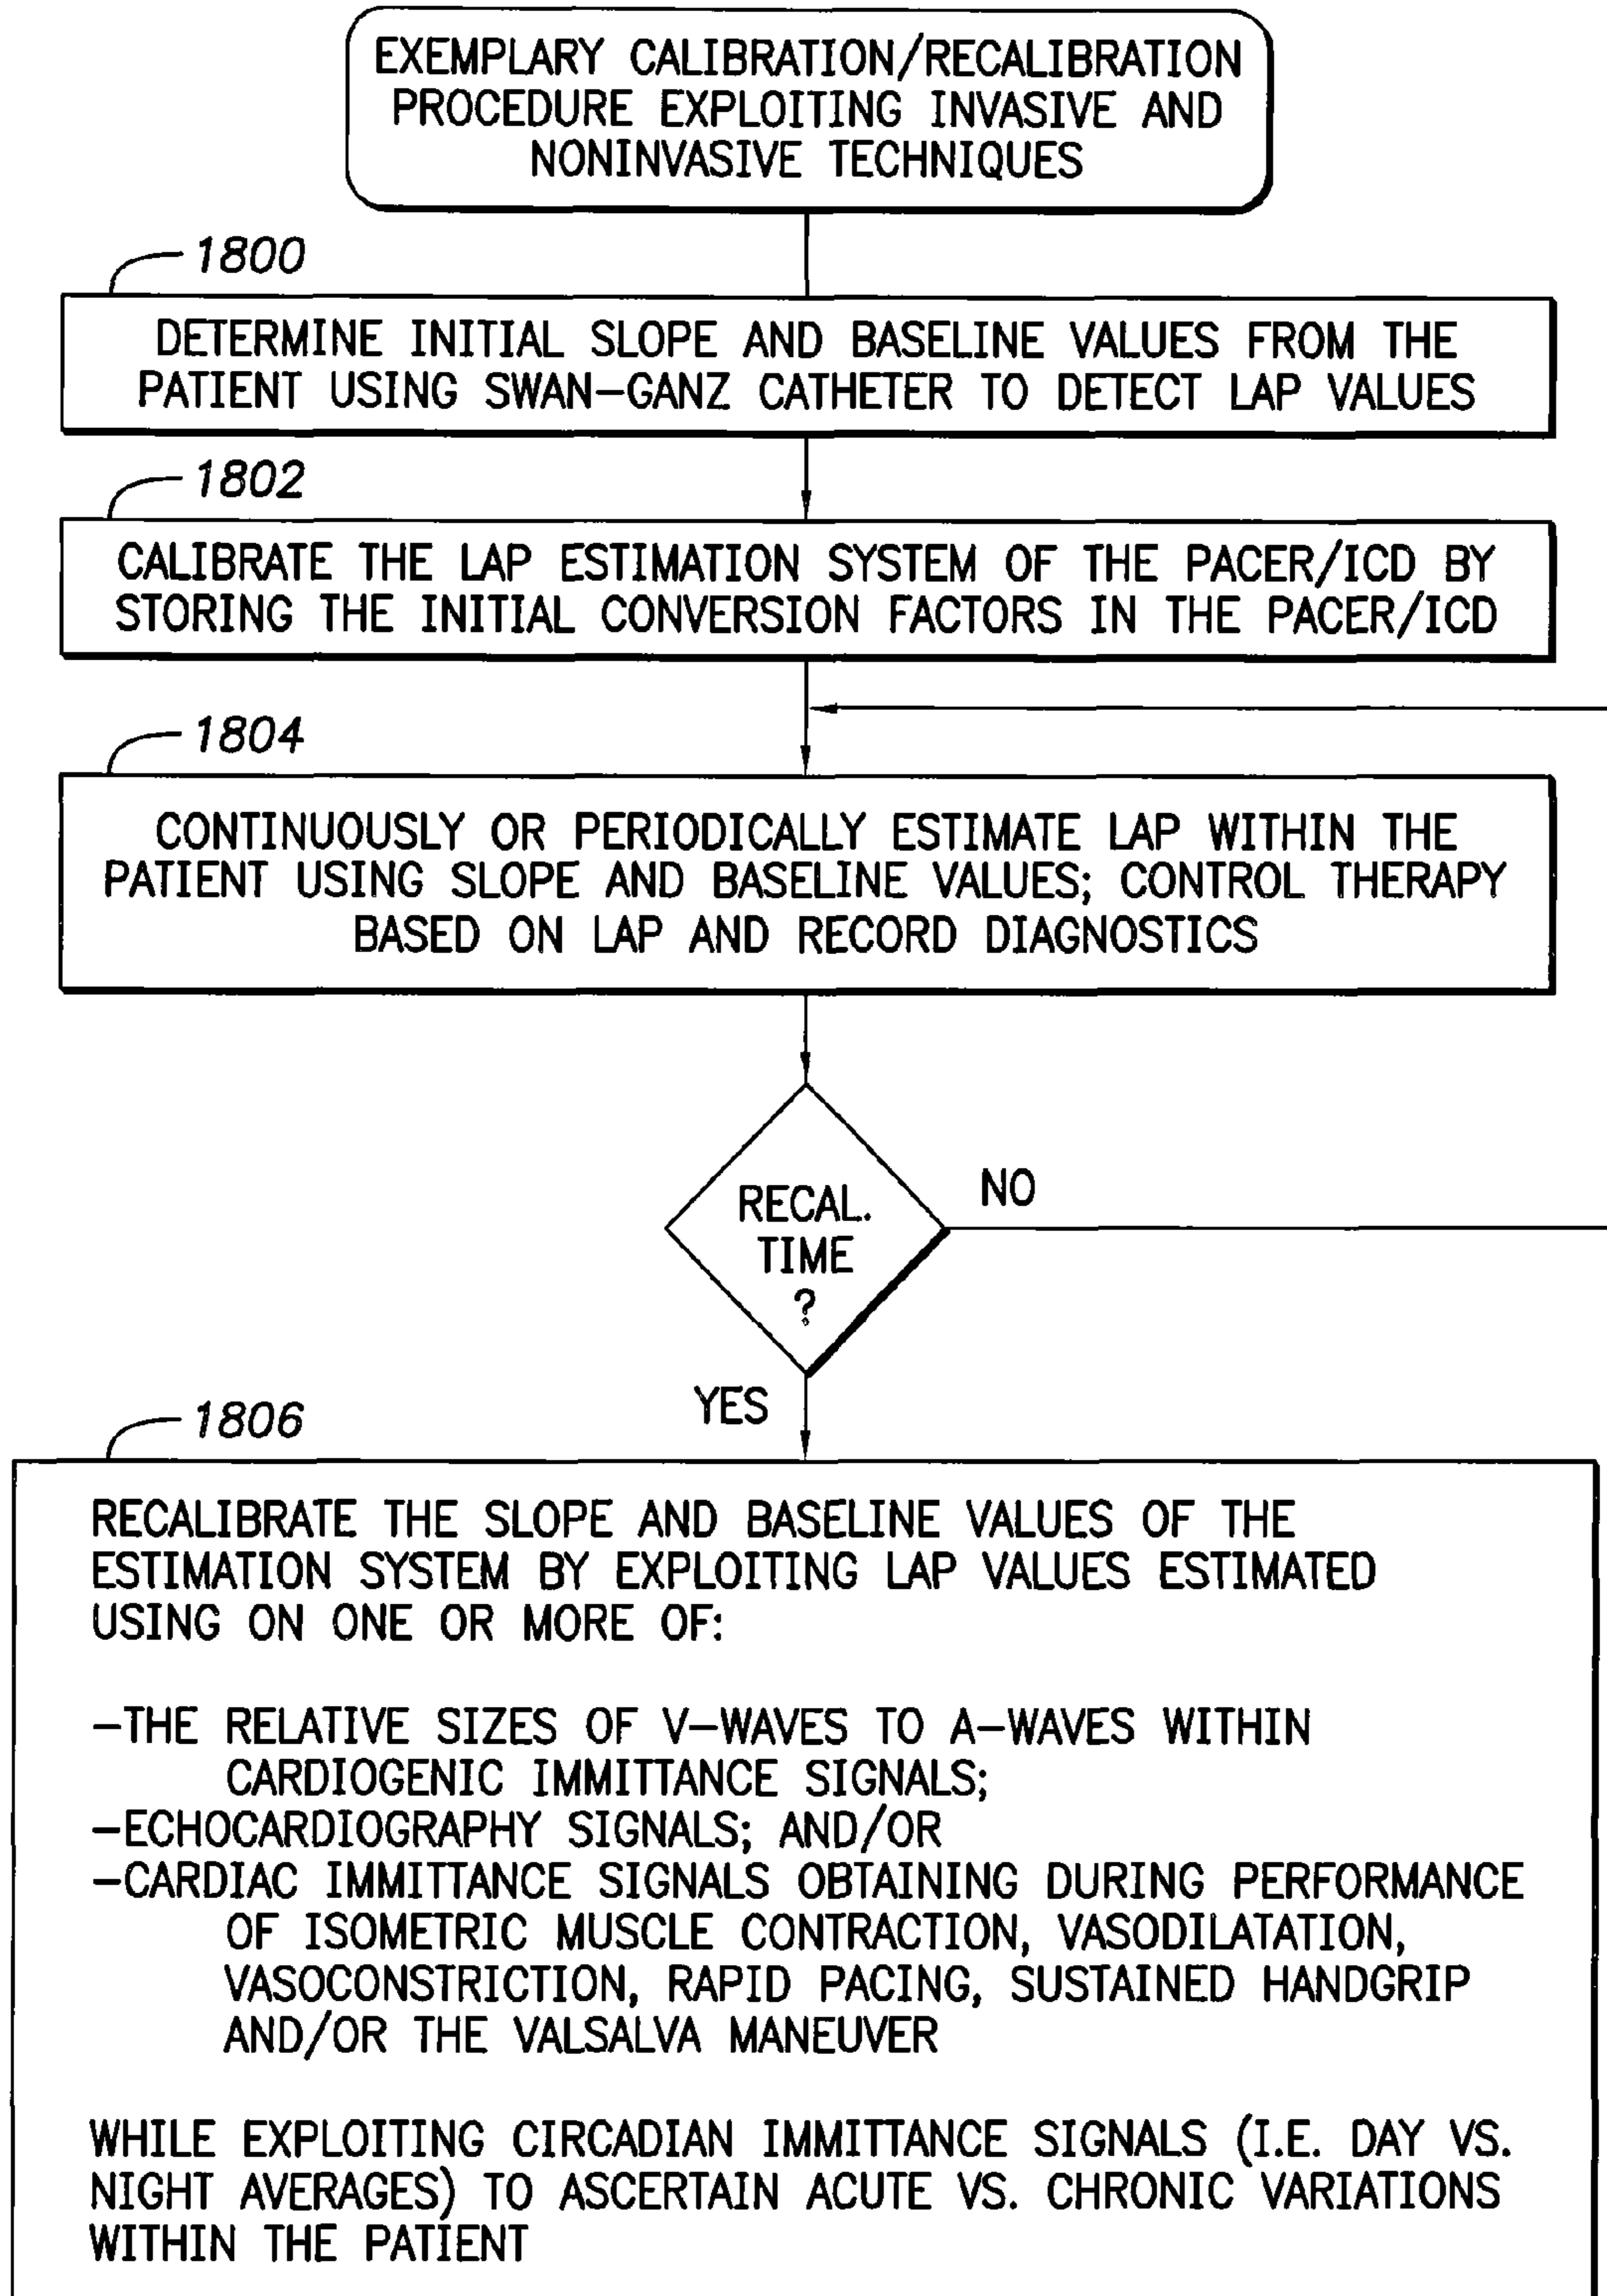 EXEMPLARY CALIBRATION/RECALIBRATION
PROCEDURE EXPLOITING INVASIVE AND
NONINVASIVE TECHNIQUES
1800
DETERMINE INITIAL SLOPE AND BASELINE VALUES FROM THE
PATIENT USING SWAN-GANZ CATHETER TO DETECT LAP VALUES
1802
CALIBRATE THE LAP ESTIMATION SYSTEM OF THE PACER/ICD BY
STORING THE INITIAL CONVERSION FACTORS IN THE PACER/ICD
1804
CONTINUOUSLY OR PERIODICALLY ESTIMATE LAP WITHIN THE
PATIENT USING SLOPE AND BASELINE VALUES; CONTROL THERAPY
BASED ON LAP AND RECORD DIAGNOSTICS
RECAL.
TIME
?
NO
YES
1806
RECALIBRATE THE SLOPE AND BASELINE VALUES OF THE
ESTIMATION SYSTEM BY EXPLOITING LAP VALUES ESTIMATED
USING ON ONE OR MORE OF:
-THE RELATIVE SIZES OF V-WAVES TO A-WAVES WITHIN
CARDIOGENIC IMMITTANCE SIGNALS;
-ECHOCARDIOGRAPHY SIGNALS; AND/OR
-CARDIAC IMMITTANCE SIGNALS OBTAINING DURING PERFORMANCE
OF ISOMETRIC MUSCLE CONTRACTION, VASODILATATION,
VASOCONSTRICTION, RAPID PACING, SUSTAINED HANDGRIP
AND/OR THE VALSALVA MANEUVER
WHILE EXPLOITING CIRCADIAN IMMITTANCE SIGNALS (I.E. DAY VS.
NIGHT AVERAGES) TO ASCERTAIN ACUTE VS. CHRONIC VARIATIONS
WITHIN THE PATIENT